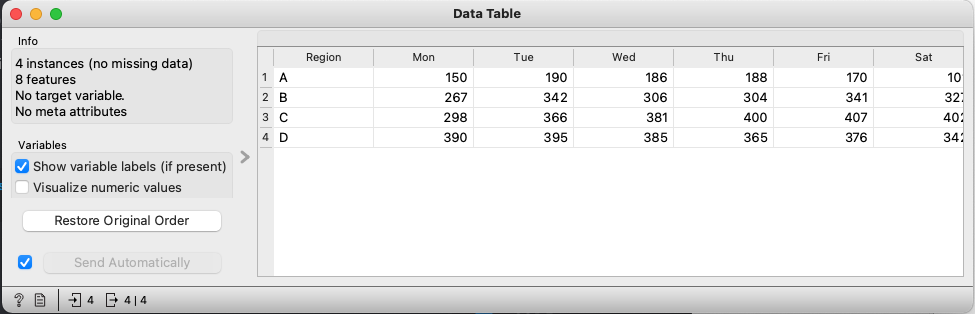 Data Table
Info
4 instances (no missing data)
8 features
No target variable.
No meta attributes
Variables
Show variable labels (if present)
Visualize numeric values
Restore Original Order
Send Automatically
? 4 4 | 4
Region Mon Tue Wed Thu Fri Sat
1 A 150 190 186 188 170
2 B 267 342 306 304 341
3 C 298 366 381 400 407
4 D 390 395 385 365 376